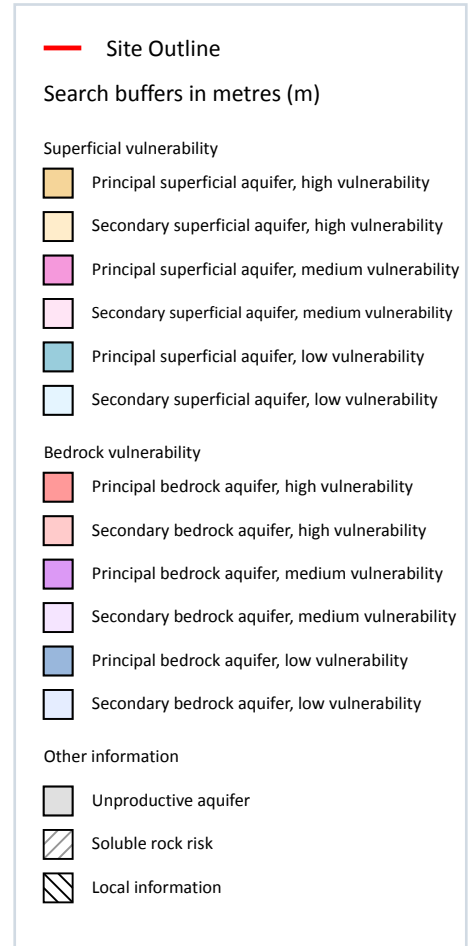 Site Outline
Search buffers in metres (m)
Superficial vulnerability
Principal superficial aquifer, high vulnerability
Secondary superficial aquifer, high vulnerability
Principal superficial aquifer, medium vulnerability
Secondary superficial aquifer, medium vulnerability
Principal superficial aquifer, low vulnerability
Secondary superficial aquifer, low vulnerability
Bedrock vulnerability
Principal bedrock aquifer, high vulnerability
Secondary bedrock aquifer, high vulnerability
Principal bedrock aquifer, medium vulnerability
Secondary bedrock aquifer, medium vulnerability
Principal bedrock aquifer, low vulnerability
Secondary bedrock aquifer, low vulnerability
Other information
Unproductive aquifer
Soluble rock risk
Local information